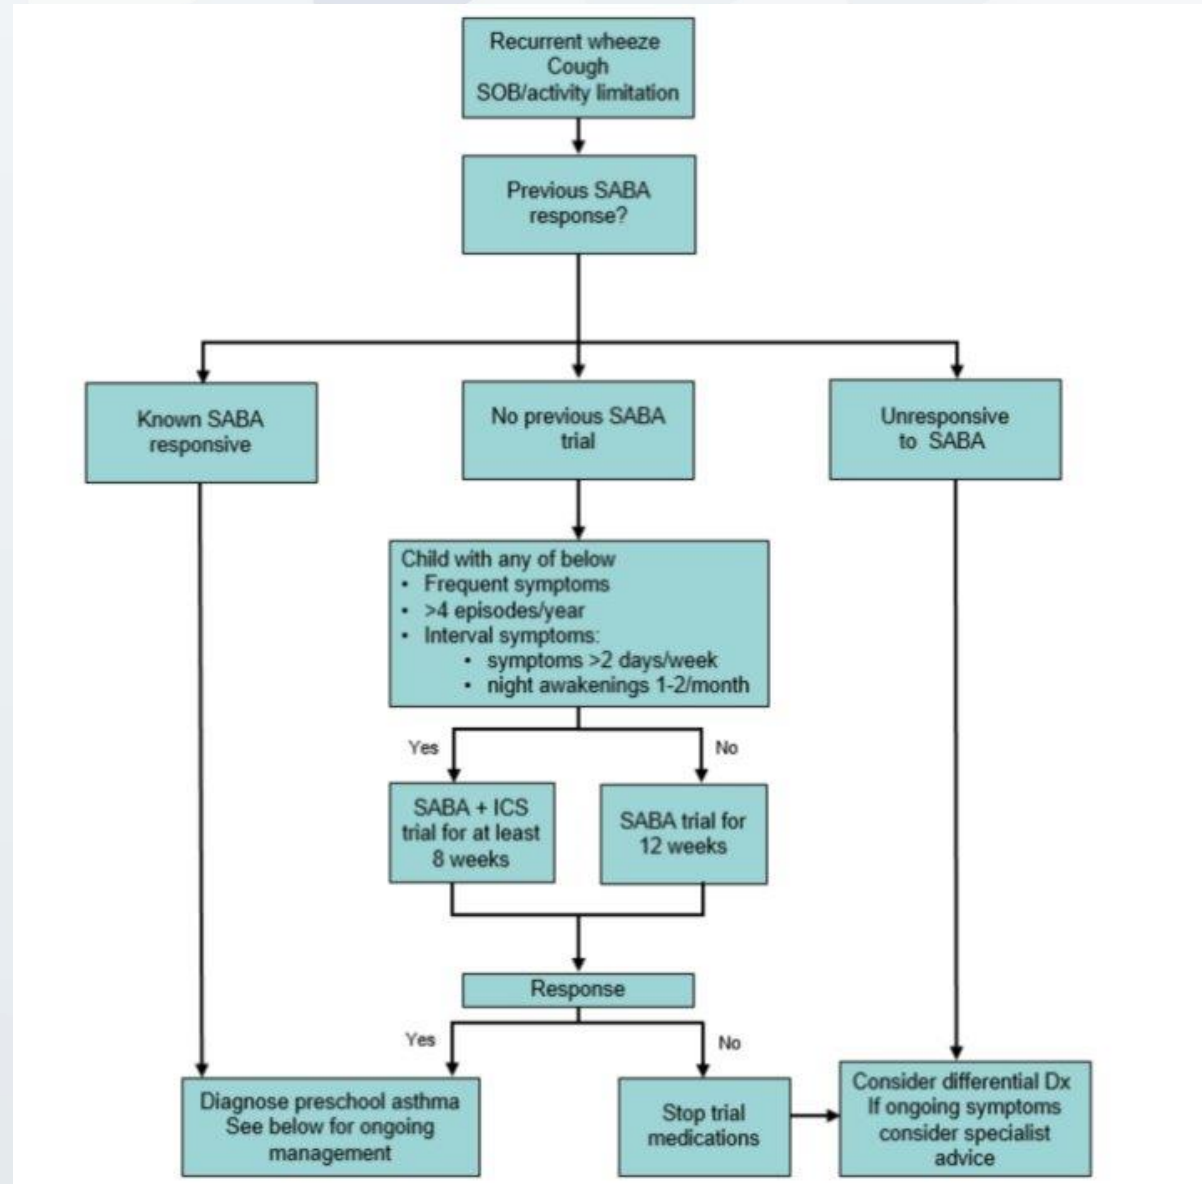 Recurrent wheeze
Cough
SOB/activity limitation
Previous SABA
response?
Known SABA
responsive
No previous SABA
trial
Unresponsive
to SABA
Child with any of below
• Frequent symptoms
• >4 episodes/year
• Interval symptoms:
• symptoms >2 days/week
• night awakenings 1-2/month
Yes
No
SABA + ICS
trial for at least
8 weeks
SABA trial for
12 weeks
Response
Yes
No
Diagnose preschool asthma
See below for ongoing
management
Stop trial
medications
Consider differential Dx
If ongoing symptoms
consider specialist
advice